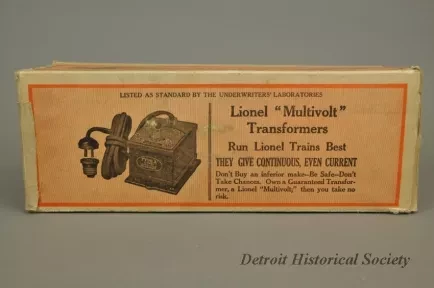 LISTED AS STANDARD BY THE UNDERWRITERS' LABORATORIES
Lionel "Multivolt"
Transformers
Run Lionel Trains Best
THEY GIVE CONTINUOUS, EVEN CURRENT
Don't Buy an inferior make—Be Safe—Don't
Take Chances. Own a Guaranteed Transfor-
mer, a Lionel "Multivolt;" then you take no
risk.
Detroit Historical Society